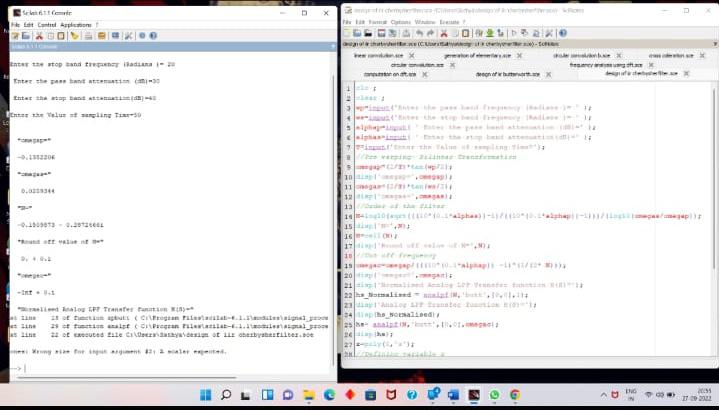 Scilab 6.1.1 Console
File Edit Control Applications ?
Scilab 6.1.1 Console
Enter the stop band frequency (Radians )= 20
Enter the pass band attenuation (dB)=30
Enter the stop band attenuation(dB)=40
Enter the Value of sampling Time=50
"omegap="
-0.1352206
"omegas="
0.0259344
"N="
-0.1509873 - 0.2872668i
"Round off value of N="
0. + 0.i
"omegac="
-Inf + 0.i
"Normalised Analog LPF Transfer function H(S)="
at line 15 of function zpbutt ( C:\Program Files\scilab-6.1.1\modules\signal_proce
at line 29 of function analpf ( C:\Program Files\scilab-6.1.1\modules\signal_proce
at line 22 of executed file C:\Users\Sathya\design of iir cherbysherfilter.sce
ones: Wrong size for input argument #2: A scalar expected.
-->
design of iir cherbysherfilter.sce (C:\Users\Sathya\design of iir cherbysherfilter.sce) - SciNotes
File Edit Format Options Window Execute ?
design of iir cherbysherfilter.sce (C:\Users\Sathya\design of iir cherbysherfilter.sce) - SciNotes
linear convolution.sce generation of elementary.sce circular convolution b.sce cross coleration.sce
circular convolution.sce frequency analysis using dft.sce
computation on dft.sce design of iir butterworth.sce design of iir cherbysherfilter.sce
1 clc ;
2 clear ;
3 wp=input('Enter the pass band frequency (Radians )= ' );
4 ws=input('Enter the stop band frequency (Radians )= ' );
5 alphap=input( ' Enter the pass band attenuation (dB)=' );
6 alphas=input( ' Enter the stop band attenuation(dB)=' );
7 T=input('Enter the Value of sampling Time=');
8 //Pre warping- Bilinear Transformation
9 omegap=(2/T)*tan(wp/2);
10 disp('omegap=',omegap);
11 omegas=(2/T)*tan(ws/2);
12 disp('omegas=',omegas);
13 //Order of the filter
14 N=log10(sqrt(((10^(0.1*alphas))-1)/((10^(0.1*alphap))-1)))/(log10(omegas/omegap));
15 disp('N=',N);
16 N=ceil(N);
17 disp('Round off value of N=',N);
18 //Cut off frequency
19 omegac=omegap/(((10^(0.1*alphap)) -1)^(1/(2* N)));
20 disp('omegac=',omegac);
21 disp('Normalised Analog LPF Transfer function H(S)=');
22 hs_Normalised = analpf(N,'butt',[0,0],1);
23 disp('Analog LPF Transfer function H(S)=');
24 disp(hs_Normalised);
25 hs= analpf(N,'butt',[0,0],omegac);
26 disp(hs);
27 z=poly(0,'z');
28 //Defining variable z
ENG
IN
20:55
27-09-2022